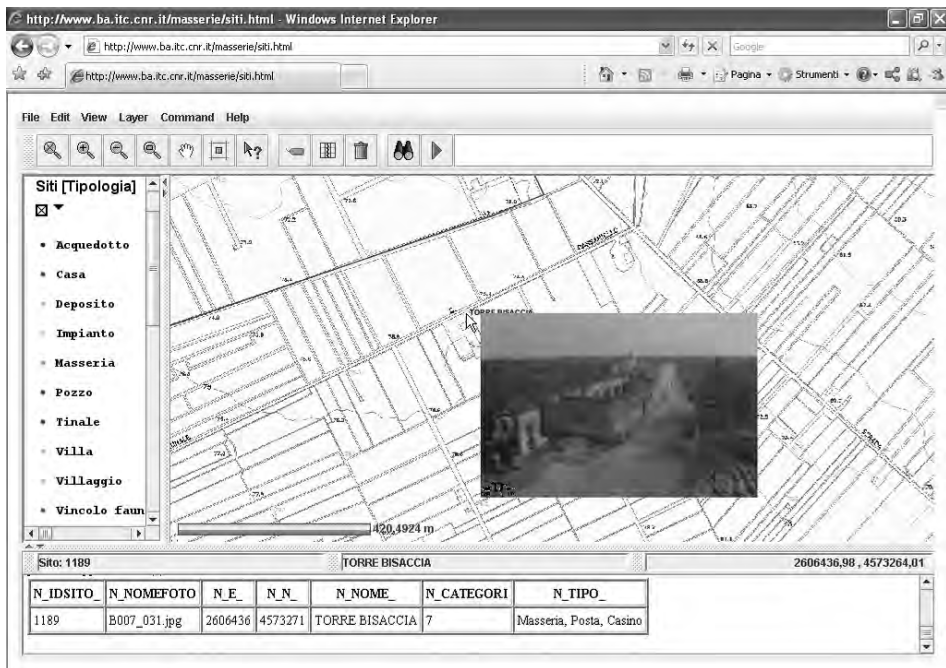 http://www.ba.itc.cnr.it/masserie/siti.html - Windows Internet Explorer
http://www.ba.itc.cnr.it/masserie/siti.html
Google
http://www.ba.itc.cnr.it/masserie/siti.html
Pagina
Strumenti
File Edit View Layer Command Help
Siti [Tipologia]
Acquedotto
Casa
Deposito
Impianto
Masseria
Pozzo
Tinale
Villa
Villaggio
Vincolo faun
TORRE BISACCIA
420,4924 m
Sito: 1189
TORRE BISACCIA
2606436,98 , 4573264,01
N_IDSITO_ N_NOMEFOTO N_E_ N_N_ N_NOME_ N_CATEGORI N_TIPO_
1189 B007_031.jpg 2606436 4573271 TORRE BISACCIA 7 Masseria, Posta, Casino